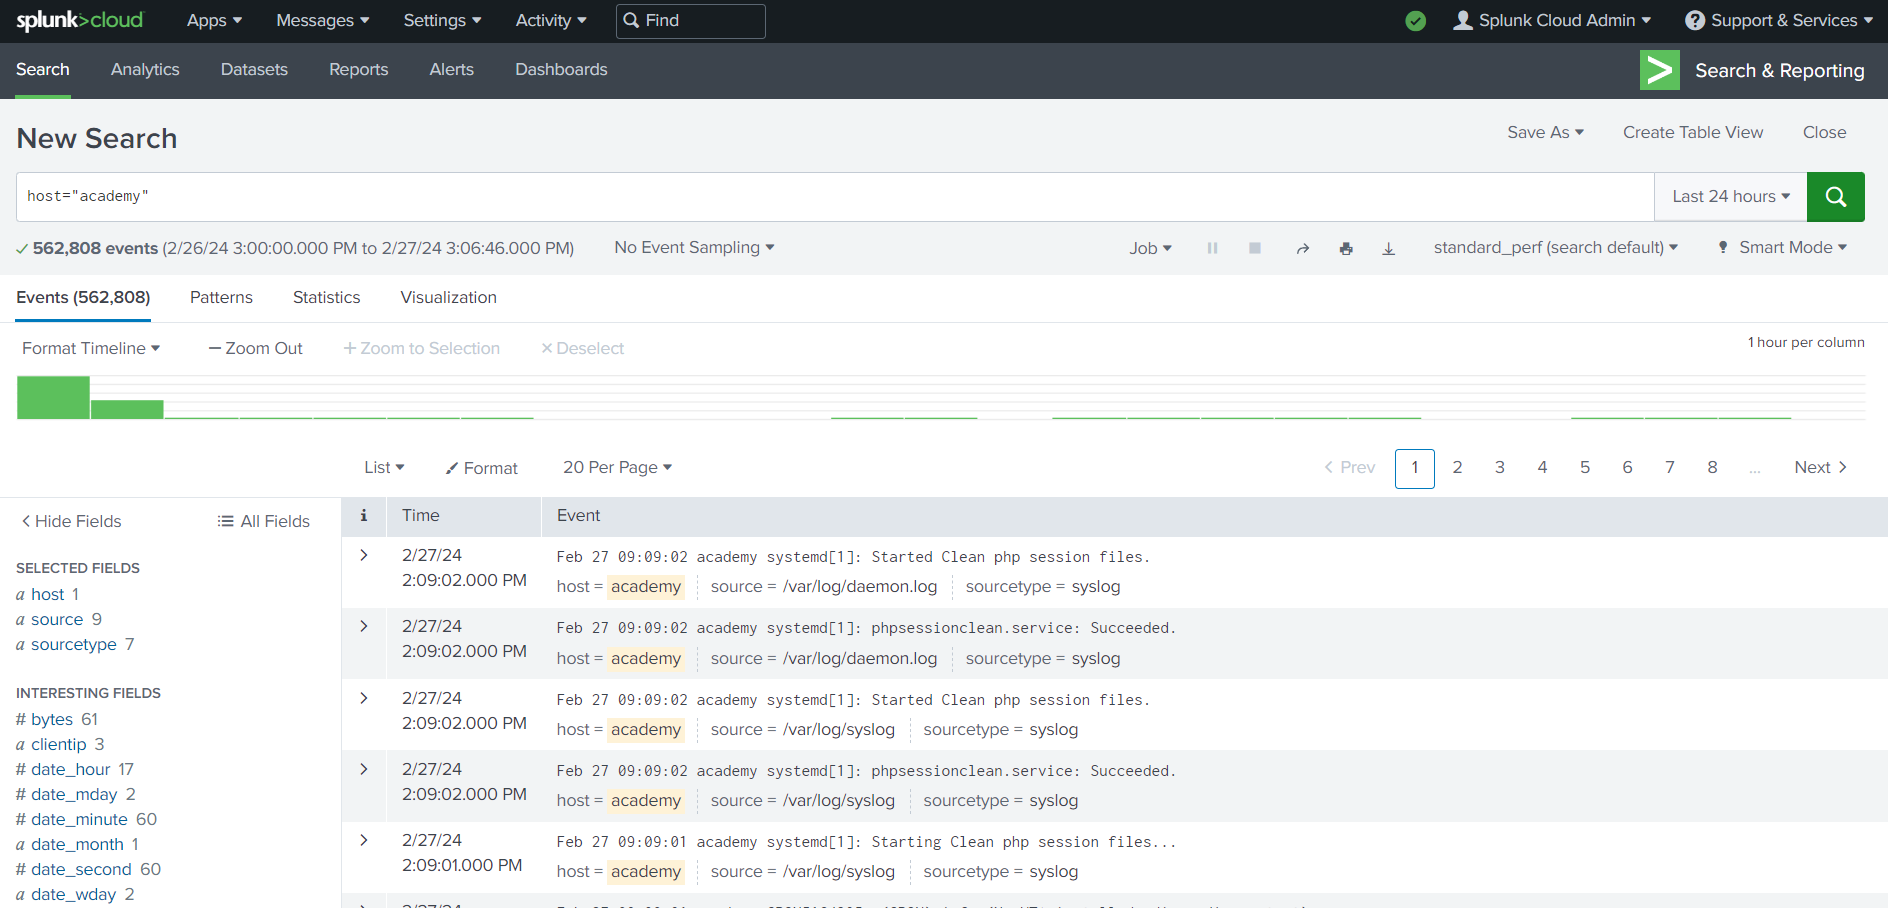 splunk>cloud Apps Messages Settings Activity Find Splunk Cloud Admin Support & Services
Search Analytics Datasets Reports Alerts Dashboards Search & Reporting
New Search Save As Create Table View Close
host="academy" Last 24 hours
562,808 events (2/26/24 3:00:00.000 PM to 2/27/24 3:06:46.000 PM) No Event Sampling Job standard_perf (search default) Smart Mode
Events (562,808) Patterns Statistics Visualization
Format Timeline — Zoom Out + Zoom to Selection × Deselect 1 hour per column
List Format 20 Per Page < Prev 1 2 3 4 5 6 7 8 ... Next >
< Hide Fields All Fields
i Time Event
SELECTED FIELDS
a host 1
a source 9
a sourcetype 7
INTERESTING FIELDS
# bytes 61
a clientip 3
# date_hour 17
# date_mday 2
# date_minute 60
a date_month 1
# date_second 60
a date_wday 2
> 2/27/24 2:09:02.000 PM
Feb 27 09:09:02 academy systemd[1]: Started Clean php session files.
host = academy source = /var/log/daemon.log sourcetype = syslog
> 2/27/24 2:09:02.000 PM
Feb 27 09:09:02 academy systemd[1]: phpsessionclean.service: Succeeded.
host = academy source = /var/log/daemon.log sourcetype = syslog
> 2/27/24 2:09:02.000 PM
Feb 27 09:09:02 academy systemd[1]: Started Clean php session files.
host = academy source = /var/log/syslog sourcetype = syslog
> 2/27/24 2:09:02.000 PM
Feb 27 09:09:02 academy systemd[1]: phpsessionclean.service: Succeeded.
host = academy source = /var/log/syslog sourcetype = syslog
> 2/27/24 2:09:01.000 PM
Feb 27 09:09:01 academy systemd[1]: Starting Clean php session files...
host = academy source = /var/log/syslog sourcetype = syslog